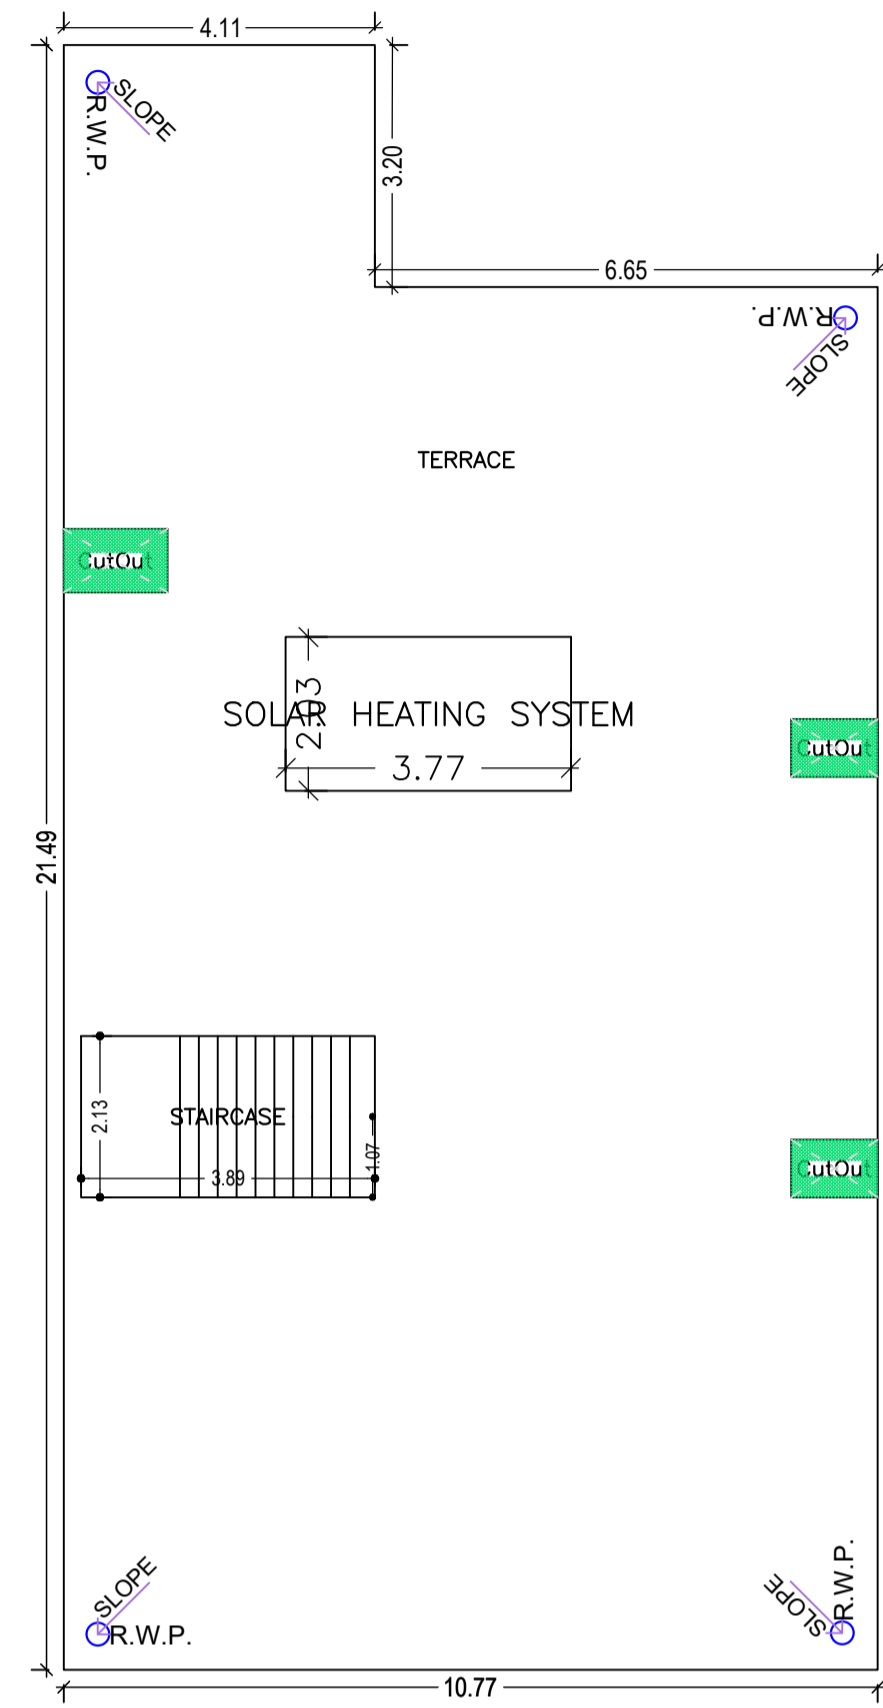 4.11
SLOPE
R.W.P.
3.20
6.65
R.W.P.
SLOPE
TERRACE
CutOut
SOLAR HEATING SYSTEM
2.03
3.77
CutOut
21.49
2.13
STAIRCASE
1.07
3.89
CutOut
SLOPE
R.W.P.
SLOPE
R.W.P.
10.77